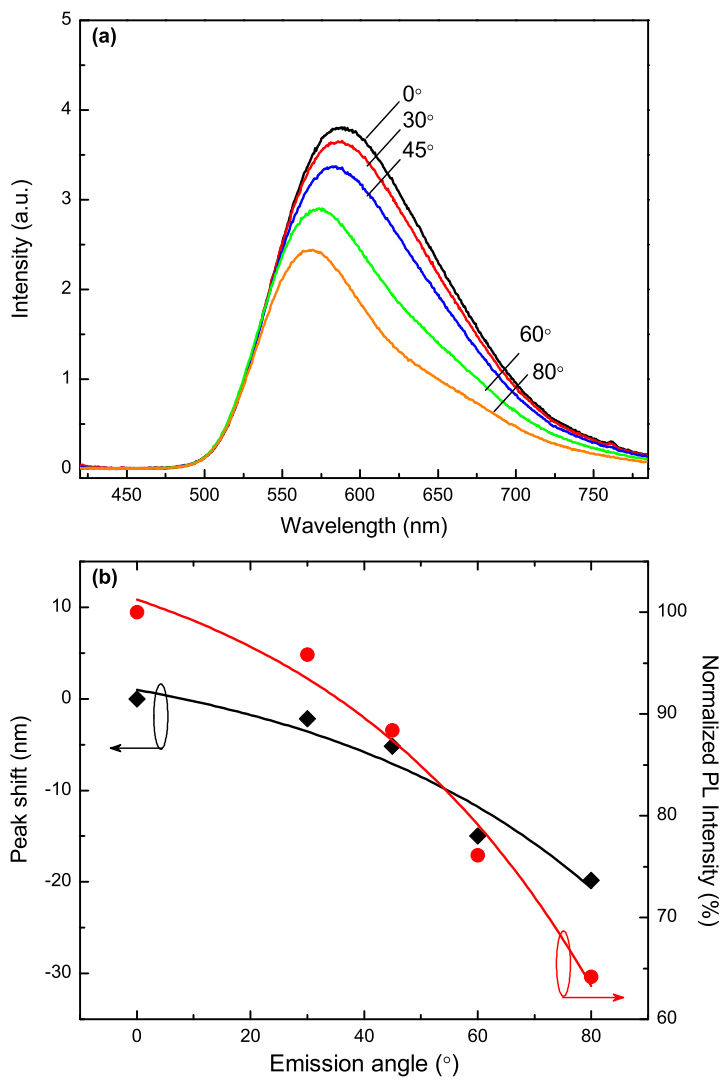 (a)
5
4
3
2
1
0
Intensity (a.u.)
0°
30°
45°
60°
80°
450 500 550 600 650 700 750
Wavelength (nm)
(b)
10
0
-10
-20
-30
Peak shift (nm)
100
90
80
70
60
Normalized PL Intensity (%)
0 20 40 60 80
Emission angle (°)